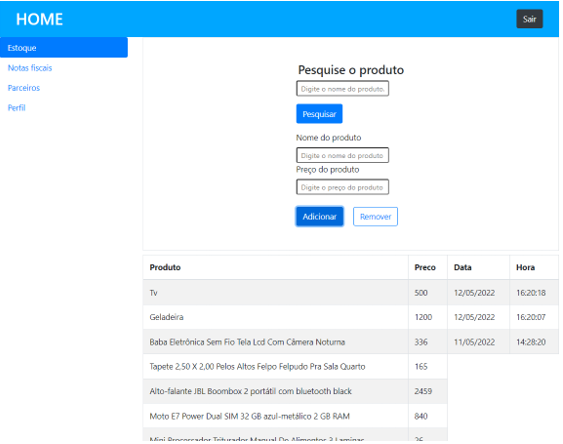 HOME
Sair
Estoque
Notas fiscais
Parceiros
Perfil
Pesquise o produto
Digite o nome do produto.
Pesquisar
Nome do produto
Digite o nome do produto
Preço do produto
Digite o preço do produto
Adicionar Remover
Produto Preco Data Hora
Tv 500 12/05/2022 16:20:18
Geladeira 1200 12/05/2022 16:20:07
Baba Eletrônica Sem Fio Tela Lcd Com Câmera Noturna 336 11/05/2022 14:28:20
Tapete 2,50 X 2,00 Pelos Altos Felpo Felpudo Pra Sala Quarto 165
Alto-falante JBL Boombox 2 portátil com bluetooth black 2459
Moto E7 Power Dual SIM 32 GB azul-metálico 2 GB RAM 840
Mini Processador Triturador Manual De Alimentos 3 Laminas 26